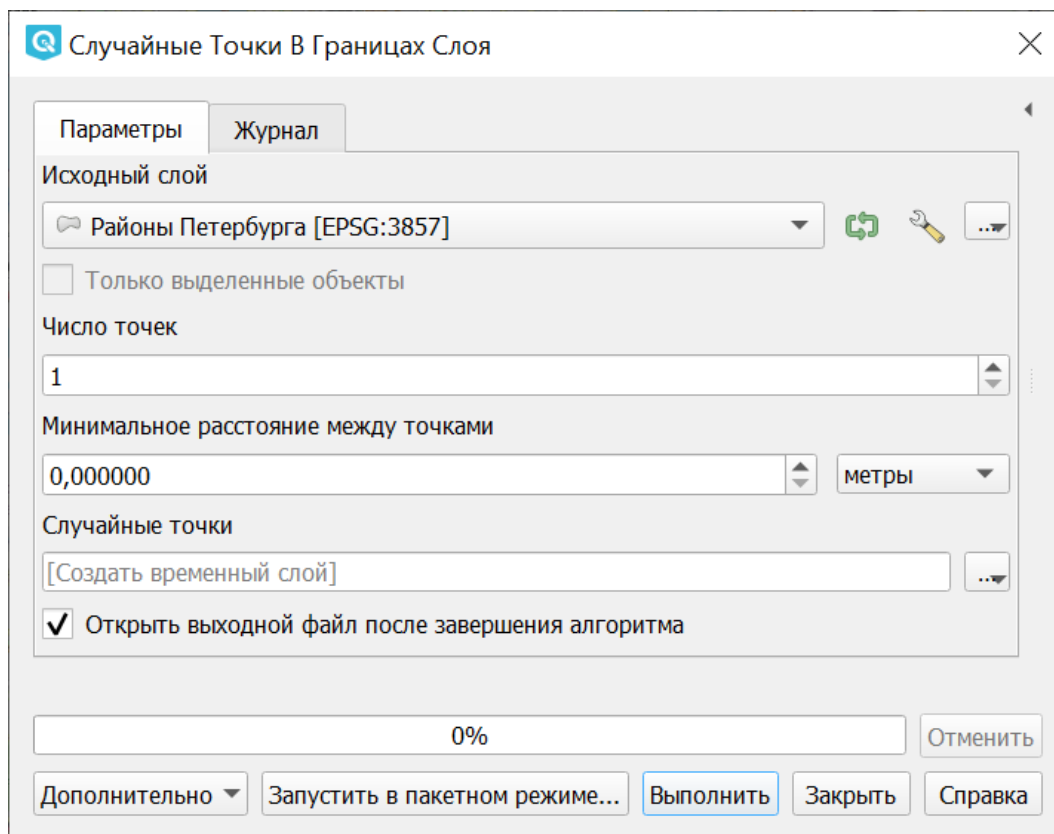 Случайные Точки В Границах Слоя
Параметры
Журнал
Исходный слой
Районы Петербурга [EPSG:3857]
...
Только выделенные объекты
Число точек
1
Минимальное расстояние между точками
0,000000
метры
Случайные точки
[Создать временный слой]
...
Открыть выходной файл после завершения алгоритма
0%
Отменить
Дополнительно
Запустить в пакетном режиме...
Выполнить
Закрыть
Справка